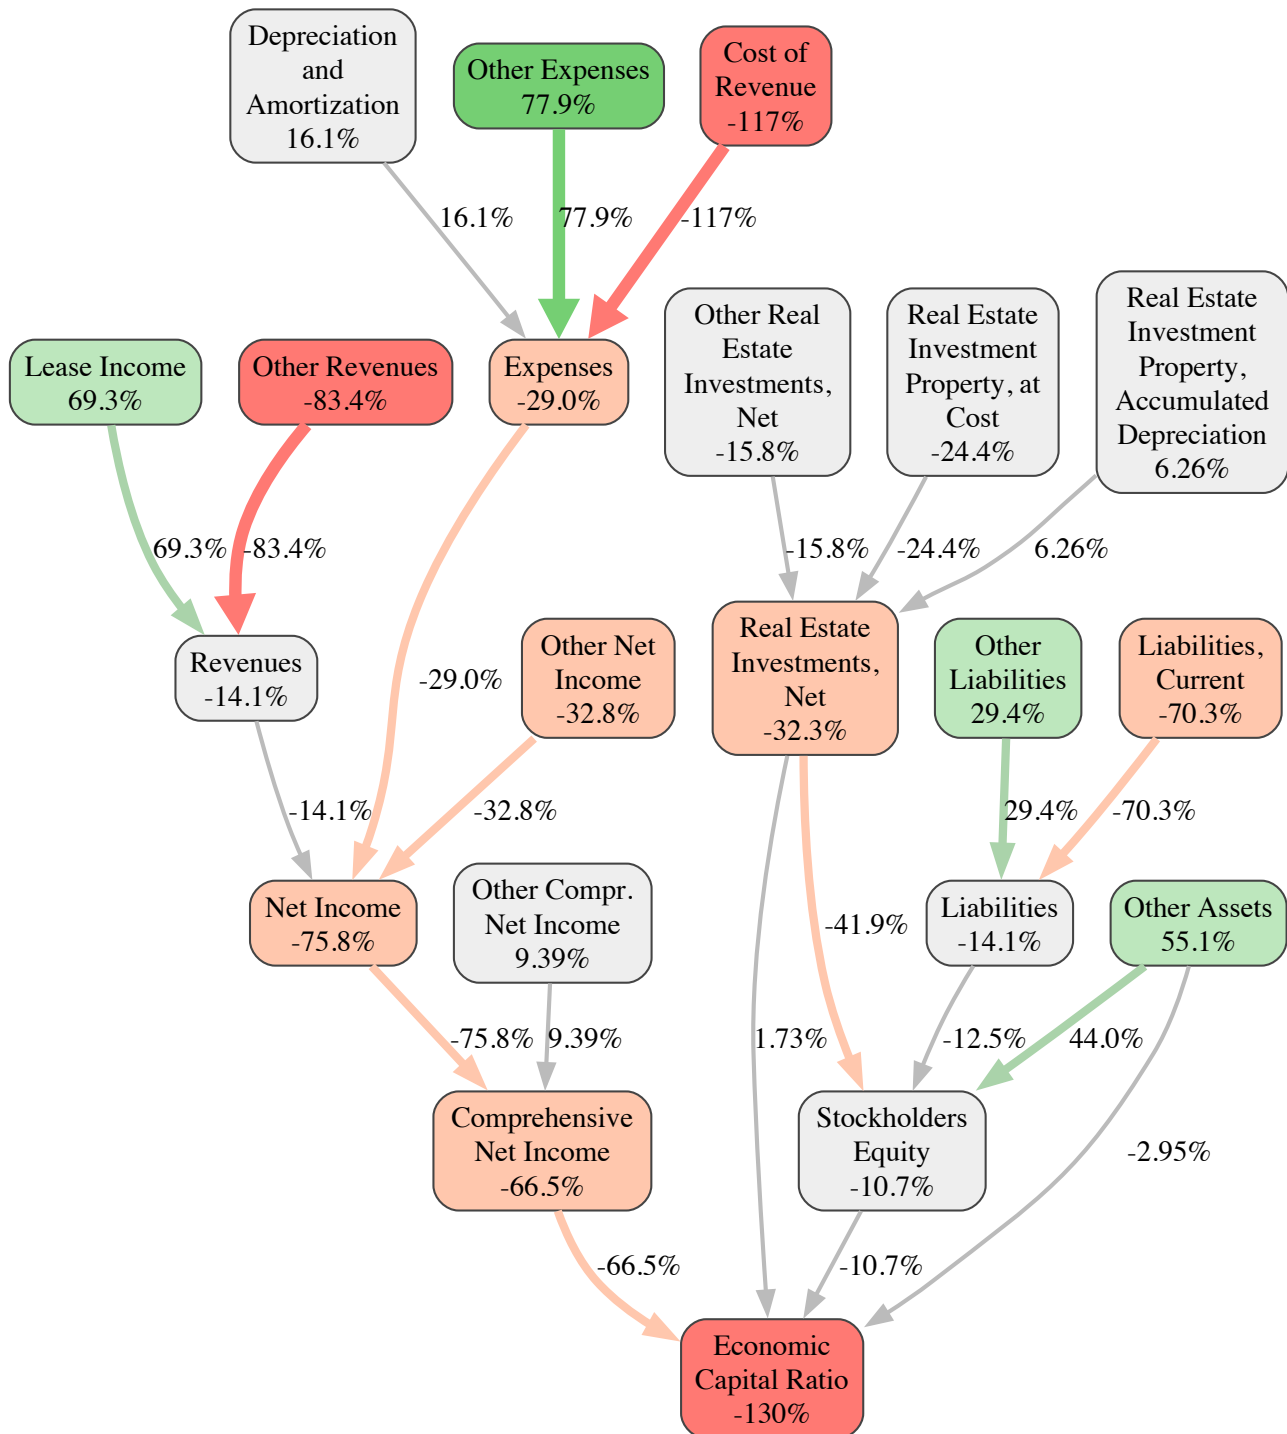 Depreciation
and
Amortization
16.1%
Other Expenses
77.9%
Cost of
Revenue
-117%
16.1%
77.9%
-117%
Lease Income
69.3%
Other Revenues
-83.4%
Expenses
-29.0%
Other Real
Estate
Investments,
Net
-15.8%
Real Estate
Investment
Property, at
Cost
-24.4%
Real Estate
Investment
Property,
Accumulated
Depreciation
6.26%
69.3%
-83.4%
-15.8%
-24.4%
6.26%
Revenues
-14.1%
-29.0%
Other Net
Income
-32.8%
Real Estate
Investments,
Net
-32.3%
Other
Liabilities
29.4%
Liabilities,
Current
-70.3%
-14.1%
-32.8%
29.4%
-70.3%
Net Income
-75.8%
Other Compr.
Net Income
9.39%
-41.9%
Liabilities
-14.1%
Other Assets
55.1%
-75.8%
9.39%
1.73%
-12.5%
44.0%
Comprehensive
Net Income
-66.5%
Stockholders
Equity
-10.7%
-2.95%
-66.5%
-10.7%
Economic
Capital Ratio
-130%